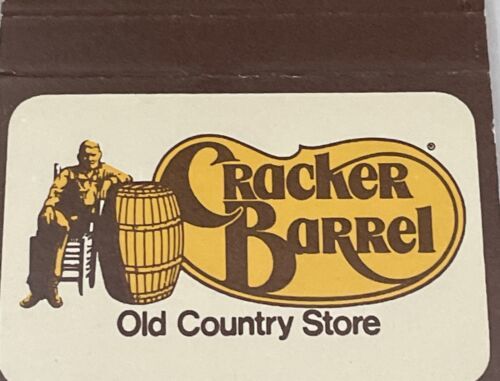 Cracker
Barrel
®
Old Country Store